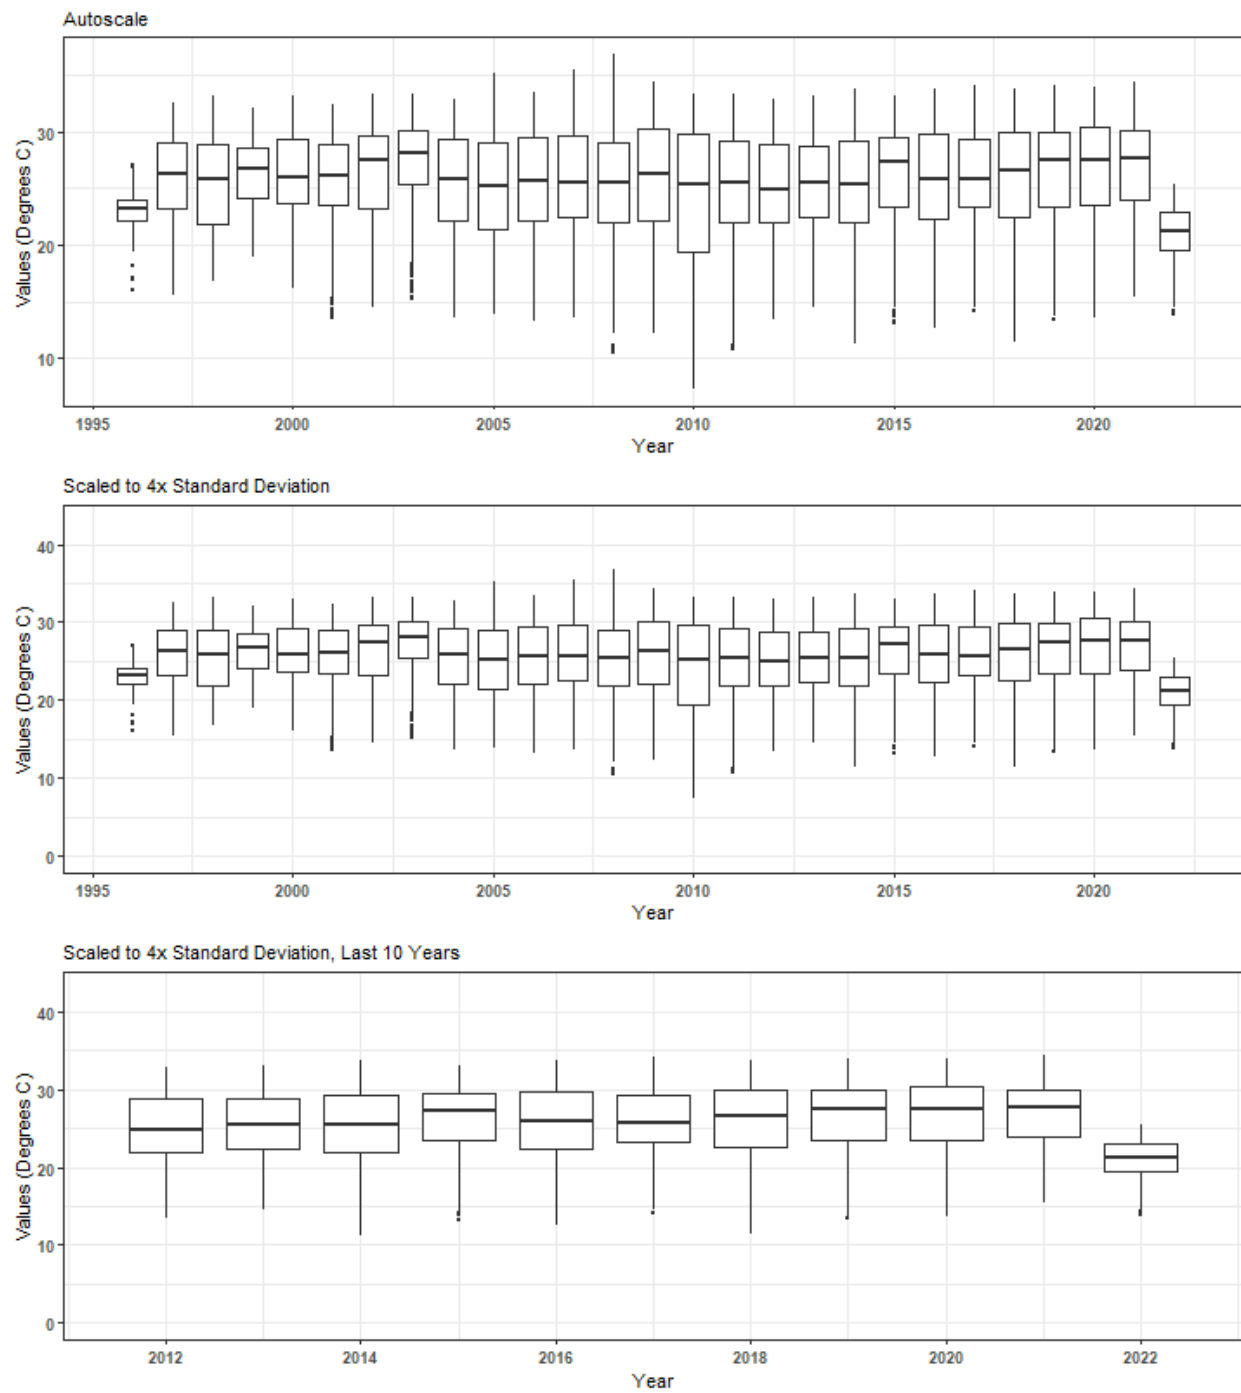 Autoscale
Values (Degrees C)
30
20
10
1995 2000 2005 2010 2015 2020
Year
Scaled to 4x Standard Deviation
Values (Degrees C)
40
30
20
10
0
1995 2000 2005 2010 2015 2020
Year
Scaled to 4x Standard Deviation, Last 10 Years
Values (Degrees C)
40
30
20
10
0
2012 2014 2016 2018 2020 2022
Year